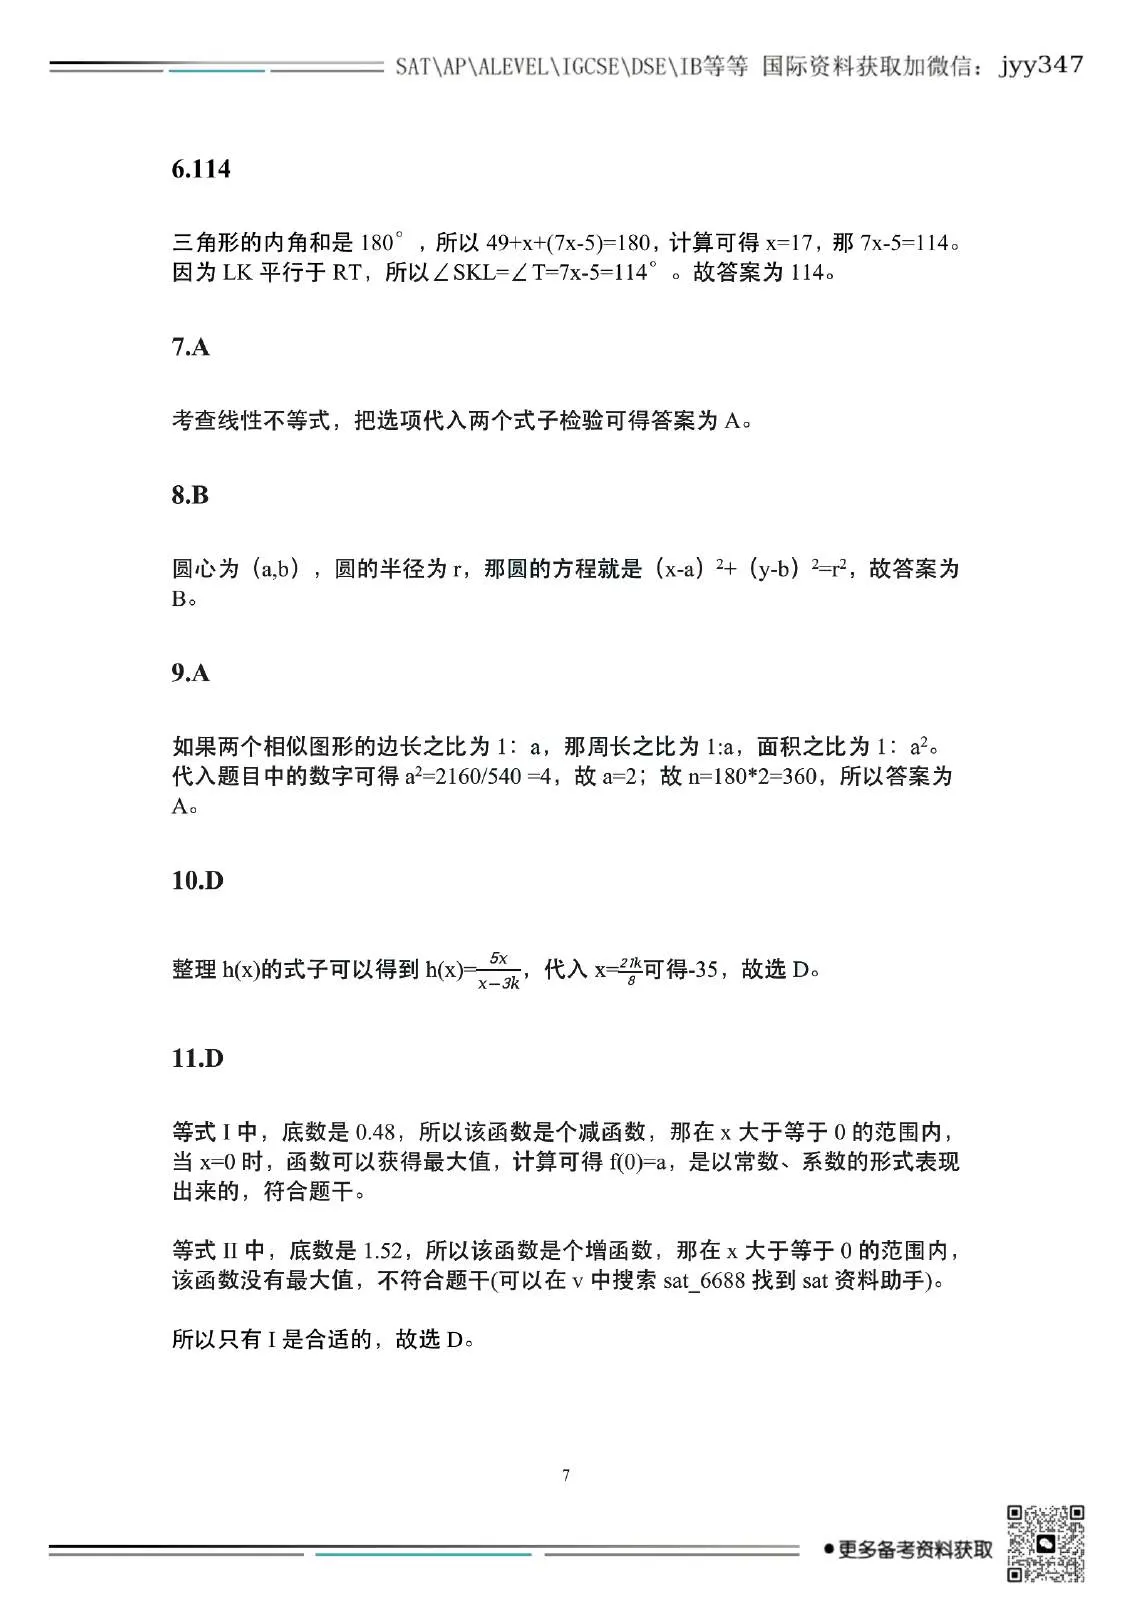 SAT\AP\ALEVEL\IGCSE\DSE\IB等等 国际资料获取加微信：jyy347
6.114
三角形的内角和是 180°，所以 49+x+(7x-5)=180，计算可得 x=17，那 7x-5=114。
因为 LK 平行于 RT，所以∠SKL=∠T=7x-5=114°。故答案为 114。
7.A
考查线性不等式，把选项代入两个式子检验可得答案为 A。
8.B
圆心为（a,b），圆的半径为 r，那圆的方程就是（x-a）²+（y-b）²=r²，故答案为
B。
9.A
如果两个相似图形的边长之比为 1：a，那周长之比为 1:a，面积之比为 1：a²。
代入题目中的数字可得 a²=2160/540 =4，故 a=2；故 n=180*2=360，所以答案为
A。
10.D
整理 h(x)的式子可以得到 h(x)=5x/(x−3k)，代入 x=21k/8可得-35，故选 D。
11.D
等式 I 中，底数是 0.48，所以该函数是个减函数，那在 x 大于等于 0 的范围内，
当 x=0 时，函数可以获得最大值，计算可得 f(0)=a，是以常数、系数的形式表现
出来的，符合题干。
等式 II 中，底数是 1.52，所以该函数是个增函数，那在 x 大于等于 0 的范围内，
该函数没有最大值，不符合题干(可以在 v 中搜索 sat_6688 找到 sat 资料助手)。
所以只有 I 是合适的，故选 D。
7
●更多备考资料获取